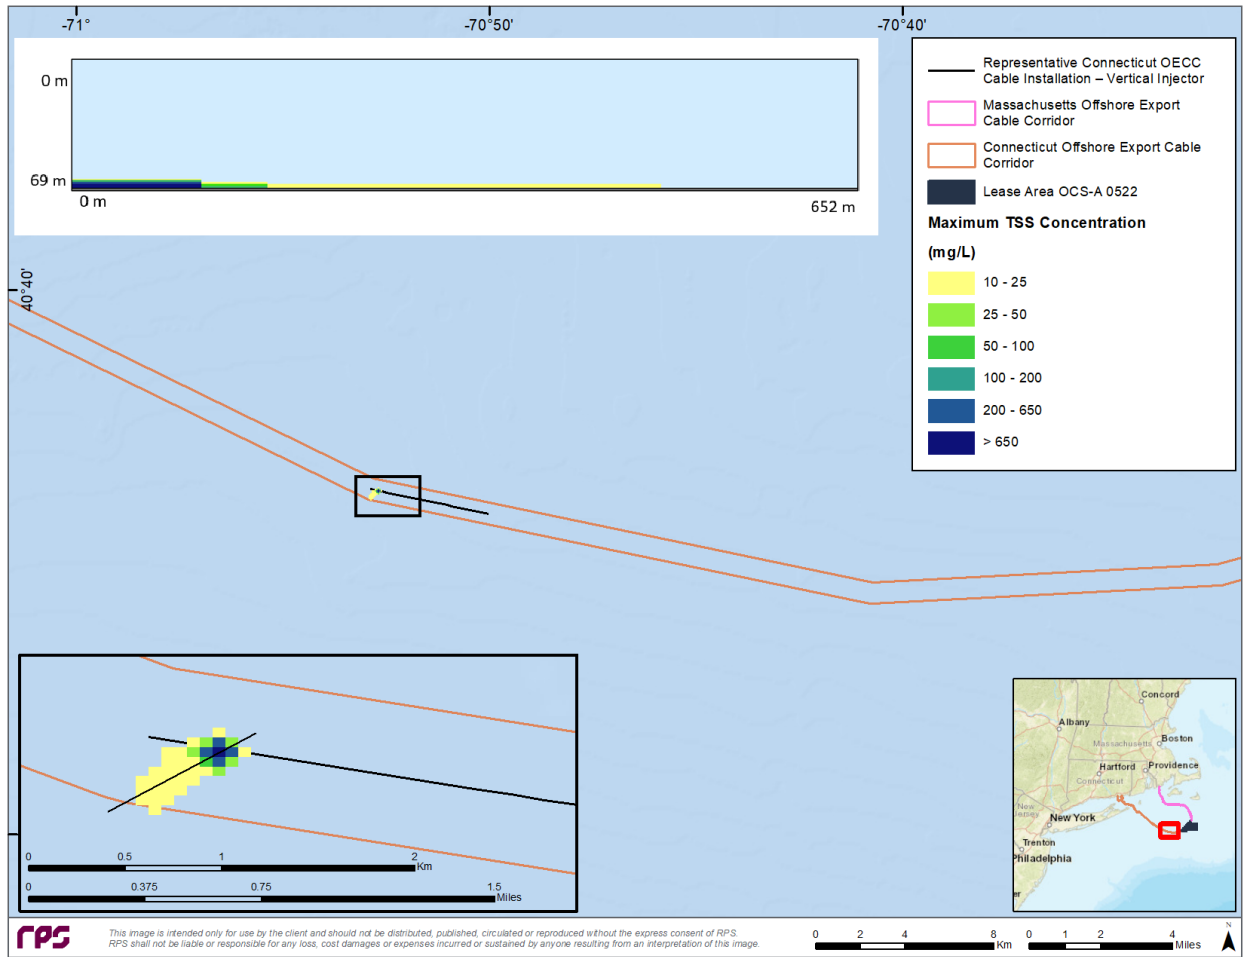 -71°
-70°50'
-70°40'
0 m
69 m
0 m
652 m
40°40'
Representative Connecticut OECC
Cable Installation – Vertical Injector
Massachusetts Offshore Export
Cable Corridor
Connecticut Offshore Export Cable
Corridor
Lease Area OCS-A 0522
Maximum TSS Concentration
(mg/L)
10 - 25
25 - 50
50 - 100
100 - 200
200 - 650
> 650
0
0.5
1
2
Km
0
0.375
0.75
1.5
Miles
Concord
Albany
Boston
Massachusetts
Hartford
Providence
Connecticut
New
Jersey
New York
Trenton
Philadelphia
er
rps
This image is intended only for use by the client and should not be distributed, published, circulated or reproduced without the express consent of RPS.
RPS shall not be liable or responsible for any loss, cost damages or expenses incurred or sustained by anyone resulting from an interpretation of this image.
0 2 4 8
Km
0 1 2 4
Miles
N